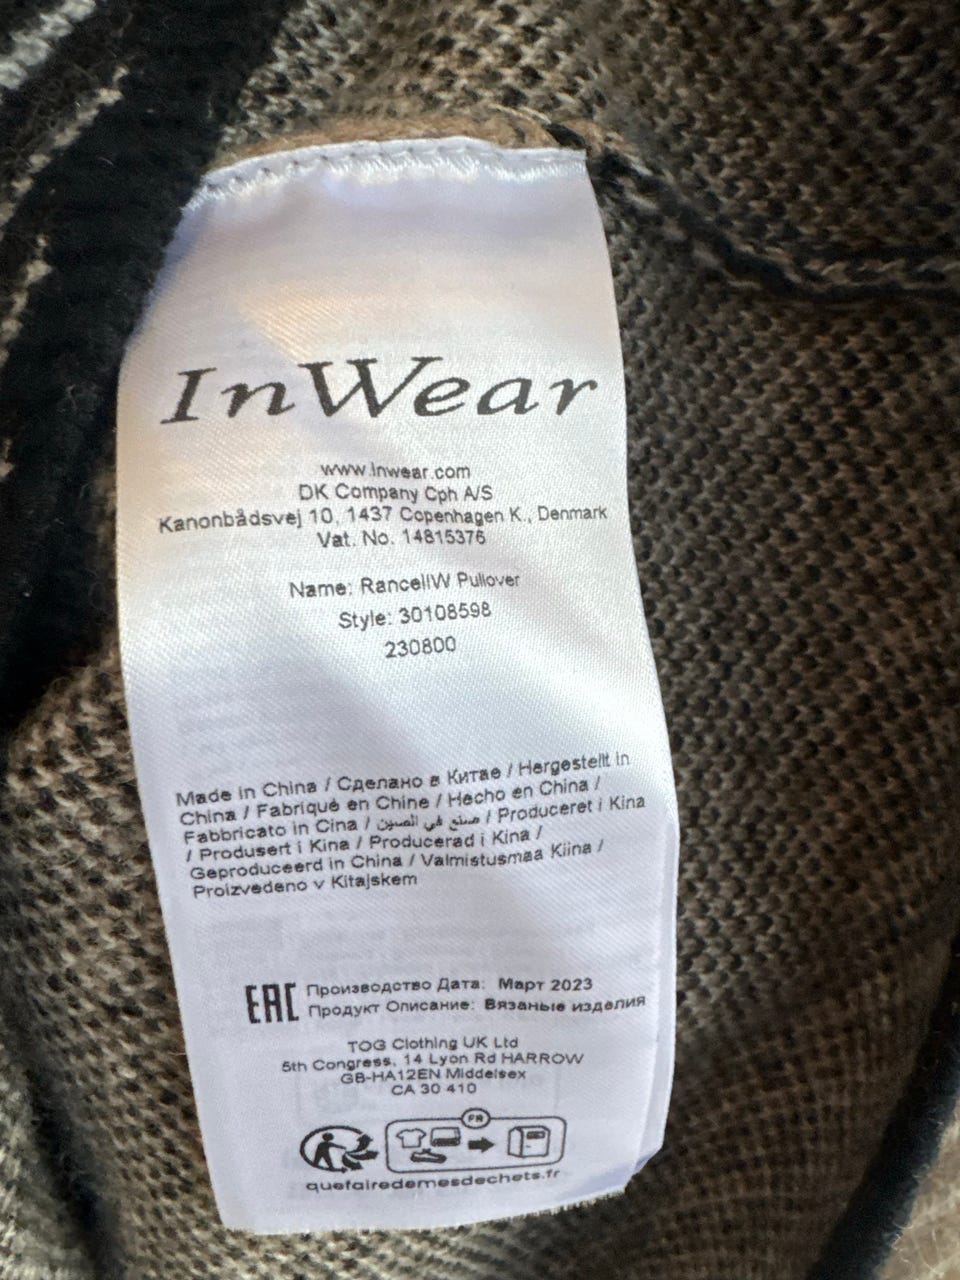 InWear
www.Inwear.com
DK Company Cph A/S
Kanonbådsvej 10, 1437 Copenhagen K., Denmark
Vat. No. 14815376
Name: RancellIW Pullover
Style: 30108598
230800
Made in China / Сделано в Китае / Hergestellt in
China / Fabriqué en Chine / Hecho en China /
Fabbricato in Cina / صنع في الصين / Produceret i Kina
/ Produsert i Kina / Producerad i Kina /
Geproduceerd in China / Valmistusmaa Kiina /
Proizvedeno v Kitajskem
EAC
Производство Дата: Март 2023
Продукт Описание: Вязаные изделия
TOG Clothing UK Ltd
5th Congress, 14 Lyon Rd HARROW
GB-HA12EN Middelsex
CA 30 410
FR
quefairedemesdechets.fr